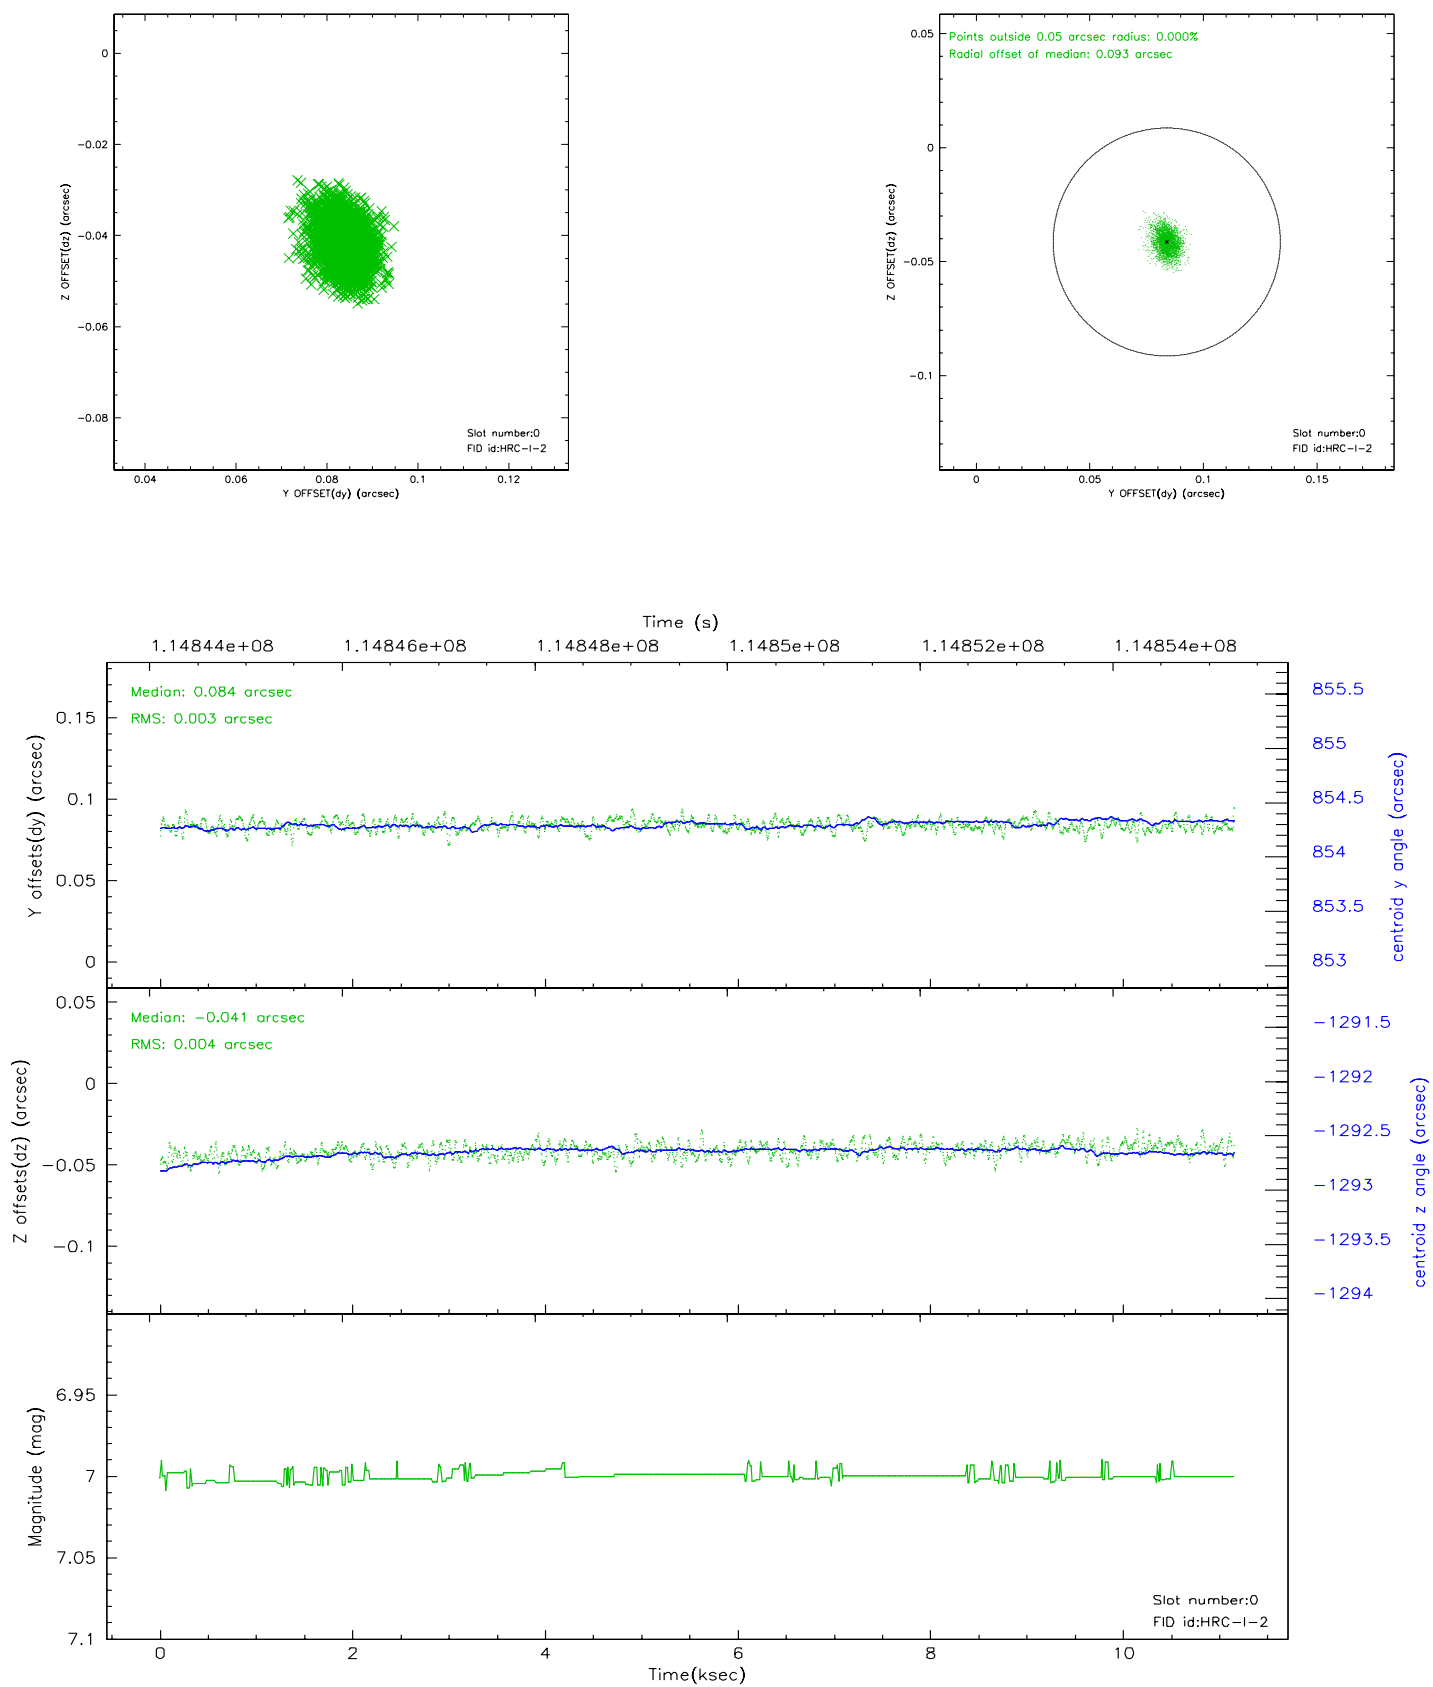 0
-0.02
-0.04
-0.06
-0.08
Z OFFSET(dz) (arcsec)
Slot number:0
FID id:HRC-I-2
0.04 0.06 0.08 0.1 0.12
Y OFFSET(dy) (arcsec)
Points outside 0.05 arcsec radius: 0.000%
Radial offset of median: 0.093 arcsec
0.05
0
-0.05
-0.1
Z OFFSET(dz) (arcsec)
Slot number:0
FID id:HRC-I-2
0 0.05 0.1 0.15
Y OFFSET(dy) (arcsec)
Time (s)
1.14844e+08 1.14846e+08 1.14848e+08 1.1485e+08 1.14852e+08 1.14854e+08
Median: 0.084 arcsec
RMS: 0.003 arcsec
0.15
0.1
0.05
0
Y offsets(dy) (arcsec)
855.5
855
854.5
854
853.5
853
centroid y angle (arcsec)
Median: -0.041 arcsec
RMS: 0.004 arcsec
0.05
0
-0.05
-0.1
Z offsets(dz) (arcsec)
-1291.5
-1292
-1292.5
-1293
-1293.5
-1294
centroid z angle (arcsec)
6.95
7
7.05
7.1
Magnitude (mag)
Slot number:0
FID id:HRC-I-2
0 2 4 6 8 10
Time(ksec)